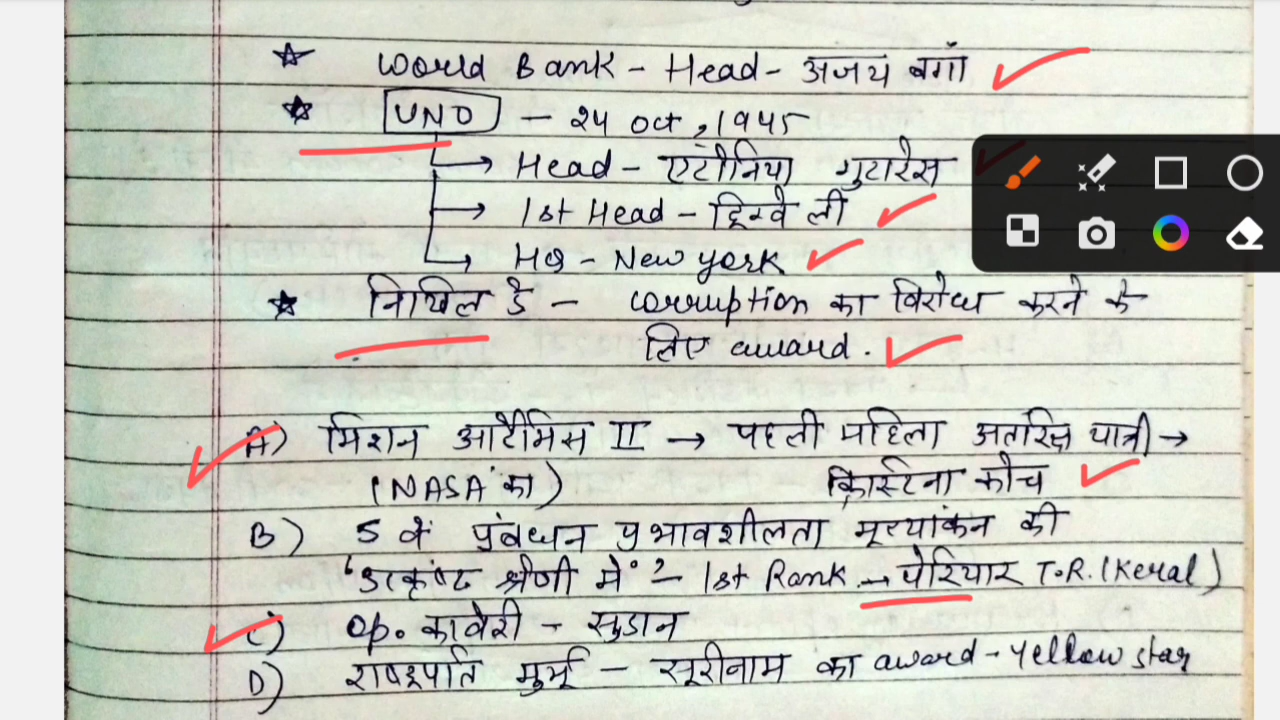 ☆ World Bank - Head - अजय बंगा
☆ UNO - 24 oct, 1945
→ Head - एंटोनियो गुटारेस
→ 1st Head - ट्रिग्वे ली
→ HQ - New york
☆ निखिल डे - corruption का विरोध करने के
लिए award.
A) मिशन आर्टेमिस II → पहली महिला अंतरिक्ष यात्री →
(NASA का) क्रिस्टिना कोच
B) 5 वें प्रंबधन प्रभावशीलता मूल्यांकन की
'उत्कृष्ट श्रेणी में' - 1st Rank → पेरियार T.R. (Keral)
C) Op. कावेरी - सूडान
D) राष्ट्रपति मुर्मू - सूरीनाम का award - Yellow star